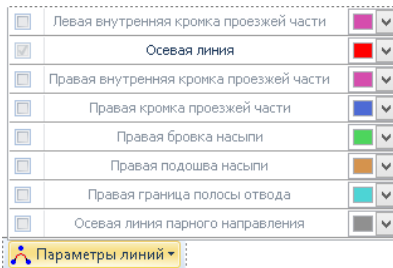 Левая внутренняя кромка проезжей части
Осевая линия
Правая внутренняя кромка проезжей части
Правая кромка проезжей части
Правая бровка насыпи
Правая подошва насыпи
Правая граница полосы отвода
Осевая линия парного направления
Параметры линий